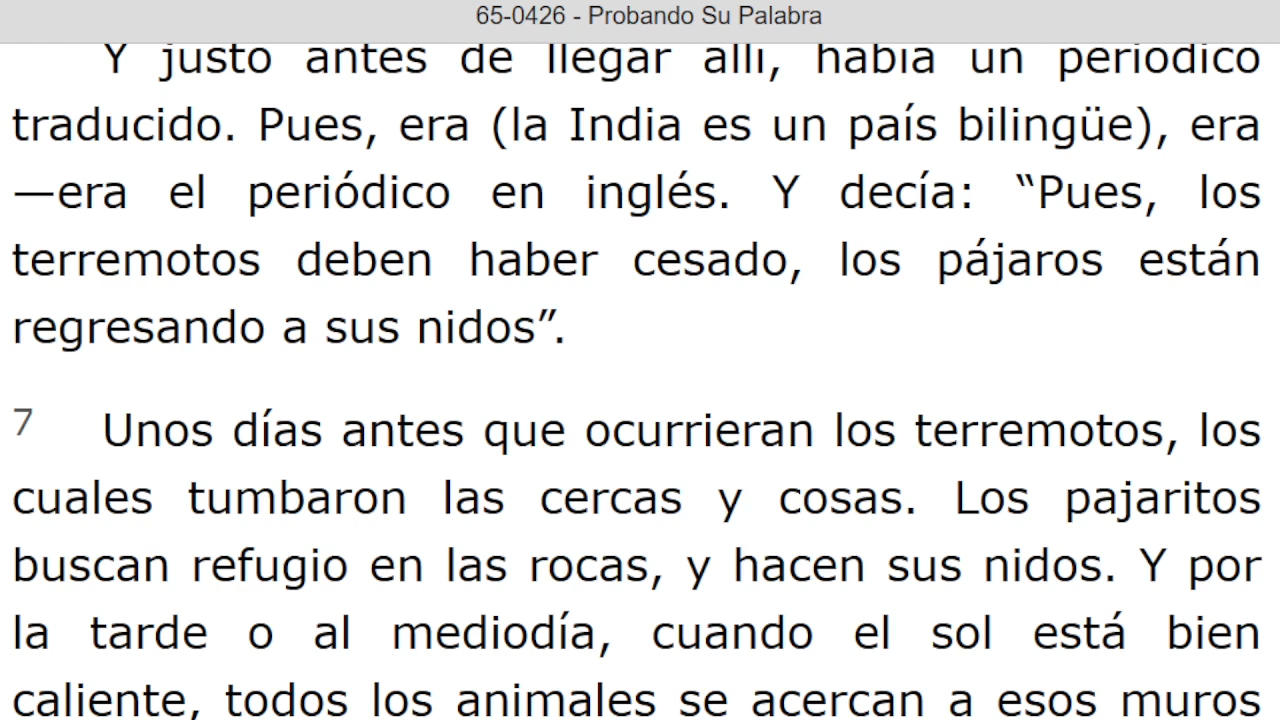 65-0426 - Probando Su Palabra
Y justo antes de llegar allí, había un periódico
traducido. Pues, era (la India es un país bilingüe), era
—era el periódico en inglés. Y decía: “Pues, los
terremotos deben haber cesado, los pájaros están
regresando a sus nidos”.
7 Unos días antes que ocurrieran los terremotos, los
cuales tumbaron las cercas y cosas. Los pajaritos
buscan refugio en las rocas, y hacen sus nidos. Y por
la tarde o al mediodía, cuando el sol está bien
caliente, todos los animales se acercan a esos muros